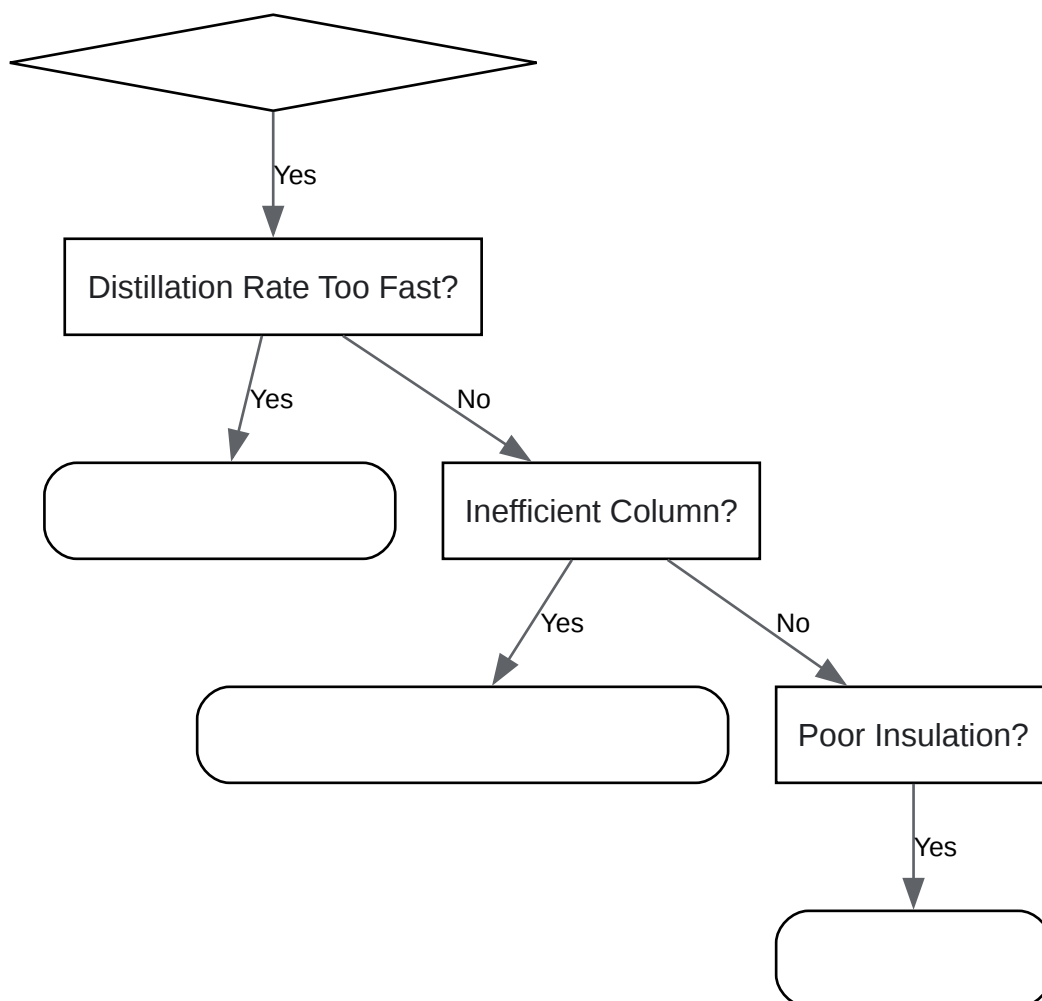 Yes
Distillation Rate Too Fast?
Yes
No
Inefficient Column?
Yes
No
Poor Insulation?
Yes